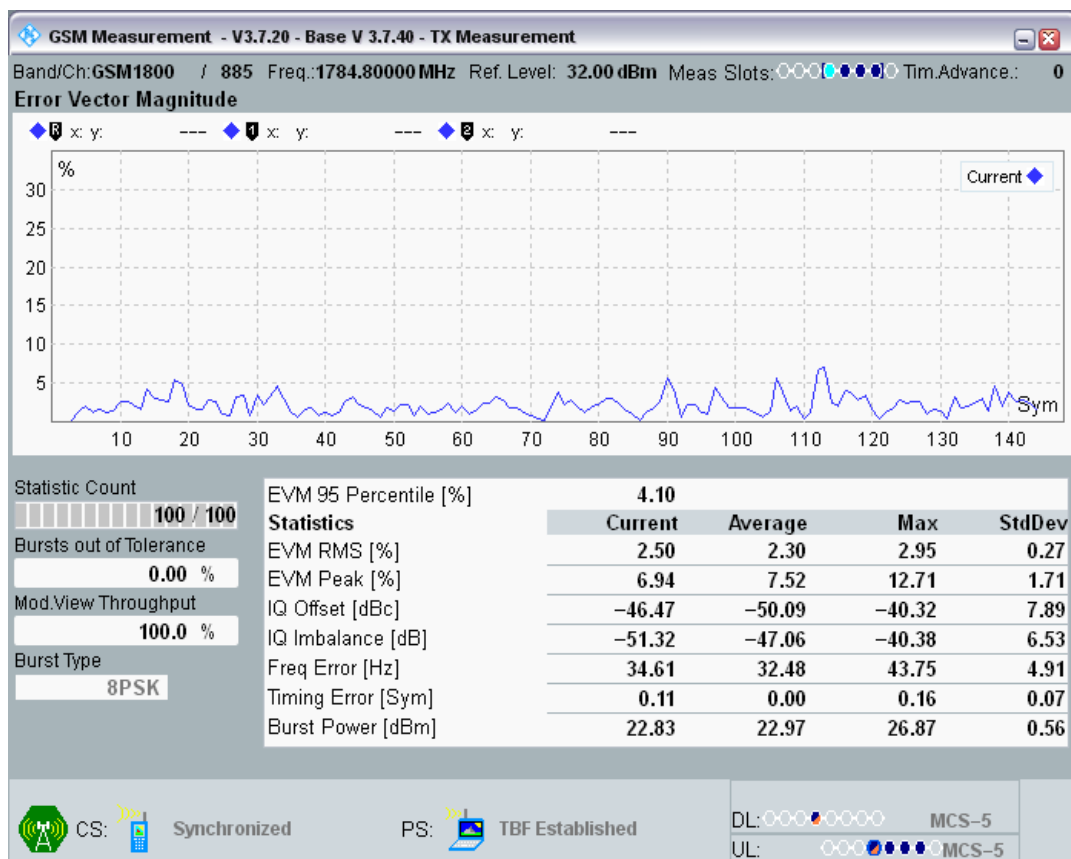 GSM Measurement - V3.7.20 - Base V 3.7.40 - TX Measurement
Band/Ch:GSM1800 / 885 Freq.:1784.80000 MHz Ref. Level: 32.00 dBm Meas Slots: Tim.Advance.: 0
Error Vector Magnitude
R x: y: --- 1 x: y: --- 2 x: y: ---
%
Current
30
25
20
15
10
5
Sym
10 20 30 40 50 60 70 80 90 100 110 120 130 140
Statistic Count
100 / 100
Bursts out of Tolerance
0.00 %
Mod.View Throughput
100.0 %
Burst Type
8PSK
EVM 95 Percentile [%] 4.10
Statistics Current Average Max StdDev
EVM RMS [%] 2.50 2.30 2.95 0.27
EVM Peak [%] 6.94 7.52 12.71 1.71
IQ Offset [dBc] −46.47 −50.09 −40.32 7.89
IQ Imbalance [dB] −51.32 −47.06 −40.38 6.53
Freq Error [Hz] 34.61 32.48 43.75 4.91
Timing Error [Sym] 0.11 0.00 0.16 0.07
Burst Power [dBm] 22.83 22.97 26.87 0.56
CS: Synchronized PS: TBF Established
DL: MCS−5
UL: MCS−5